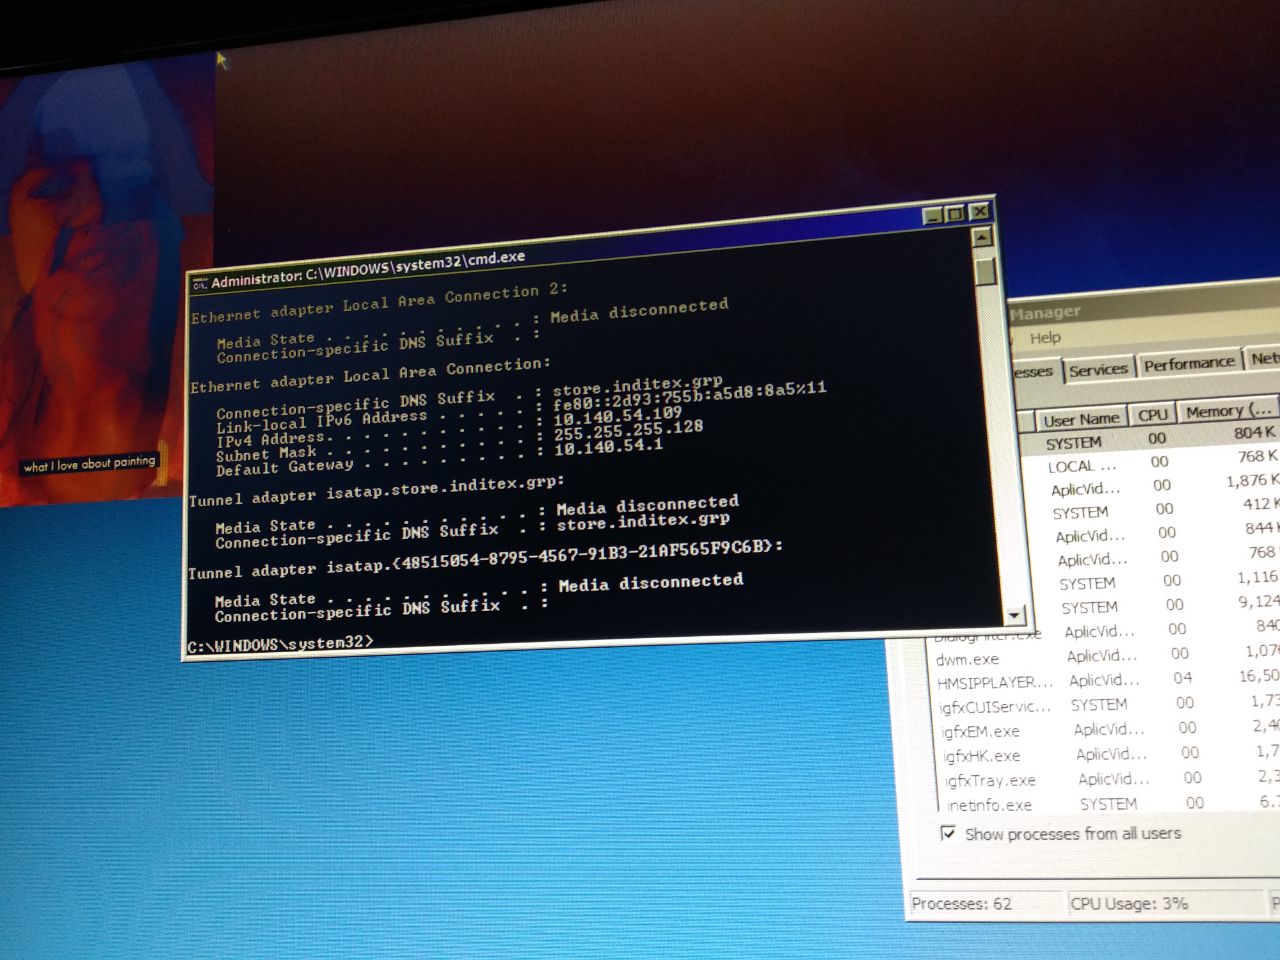 what I love about painting
Administrator: C:\WINDOWS\system32\cmd.exe
Ethernet adapter Local Area Connection 2:
Media State . . . . . . . . . . . : Media disconnected
Connection-specific DNS Suffix . :
Ethernet adapter Local Area Connection:
Connection-specific DNS Suffix . : store.inditex.grp
Link-local IPv6 Address . . . . . : fe80::2d93:755b:a5d8:8a5%11
IPv4 Address. . . . . . . . . . . : 10.140.54.109
Subnet Mask . . . . . . . . . . . : 255.255.255.128
Default Gateway . . . . . . . . . : 10.140.54.1
Tunnel adapter isatap.store.inditex.grp:
Media State . . . . . . . . . . . : Media disconnected
Connection-specific DNS Suffix . : store.inditex.grp
Tunnel adapter isatap.{48515054-8795-4567-91B3-21AF565F9C6B}:
Media State . . . . . . . . . . . : Media disconnected
Connection-specific DNS Suffix . :
C:\WINDOWS\system32>
Manager
Help
esses Services Performance Net
User Name CPU Memory (...
SYSTEM 00 804 K
LOCAL ... 00 768 K
AplicVid... 00 1,876 K
SYSTEM 00 412 K
AplicVid... 00 844 K
AplicVid... 00 768
SYSTEM 00 1,116
SYSTEM 00 9,124
AplicVid... 00 840
dwm.exe AplicVid... 00 1,076
HMSIPPLAYER... AplicVid... 04 16,50
igfxCUIServic... SYSTEM 00 1,73
igfxEM.exe AplicVid... 00 2,40
igfxHK.exe AplicVid... 00 1,7
igfxTray.exe AplicVid... 00 2,3
inetinfo.exe SYSTEM 00 6,7
Show processes from all users
Processes: 62 CPU Usage: 3% P